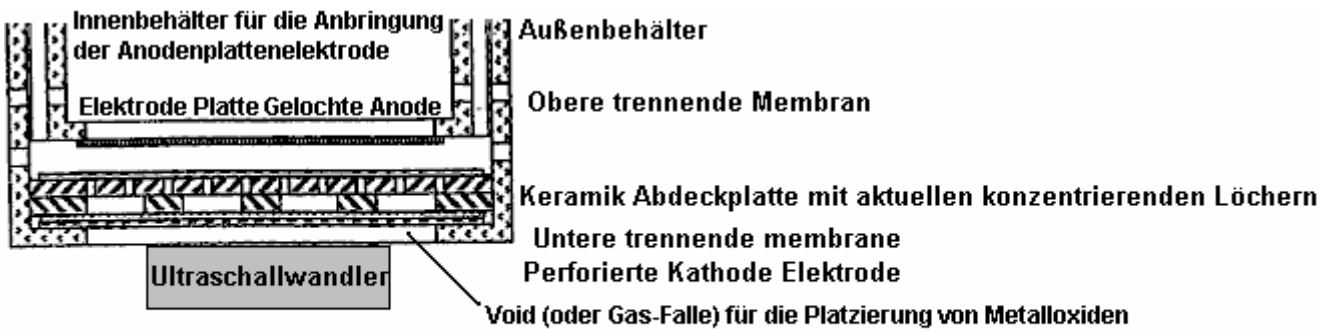 Innenbehälter für die Anbringung
der Anodenplattenelektrode
Außenbehälter
Elektrode Platte Gelochte Anode
Obere trennende Membran
Keramik Abdeckplatte mit aktuellen konzentrierenden Löchern
Untere trennende membrane
Ultraschallwandler
Perforierte Kathode Elektrode
Void (oder Gas-Falle) für die Platzierung von Metalloxiden